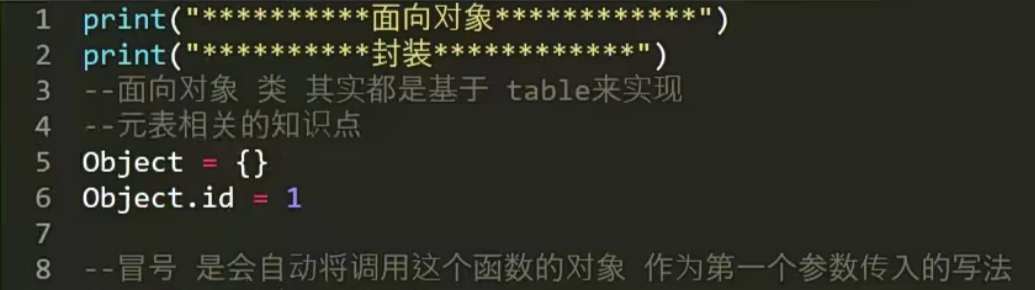 1 print("**********面向对象************")
2 print("**********封装************")
3 --面向对象 类 其实都是基于 table来实现
4 --元表相关的知识点
5 Object = {}
6 Object.id = 1
7
8 --冒号 是会自动将调用这个函数的对象 作为第一个参数传入的写法